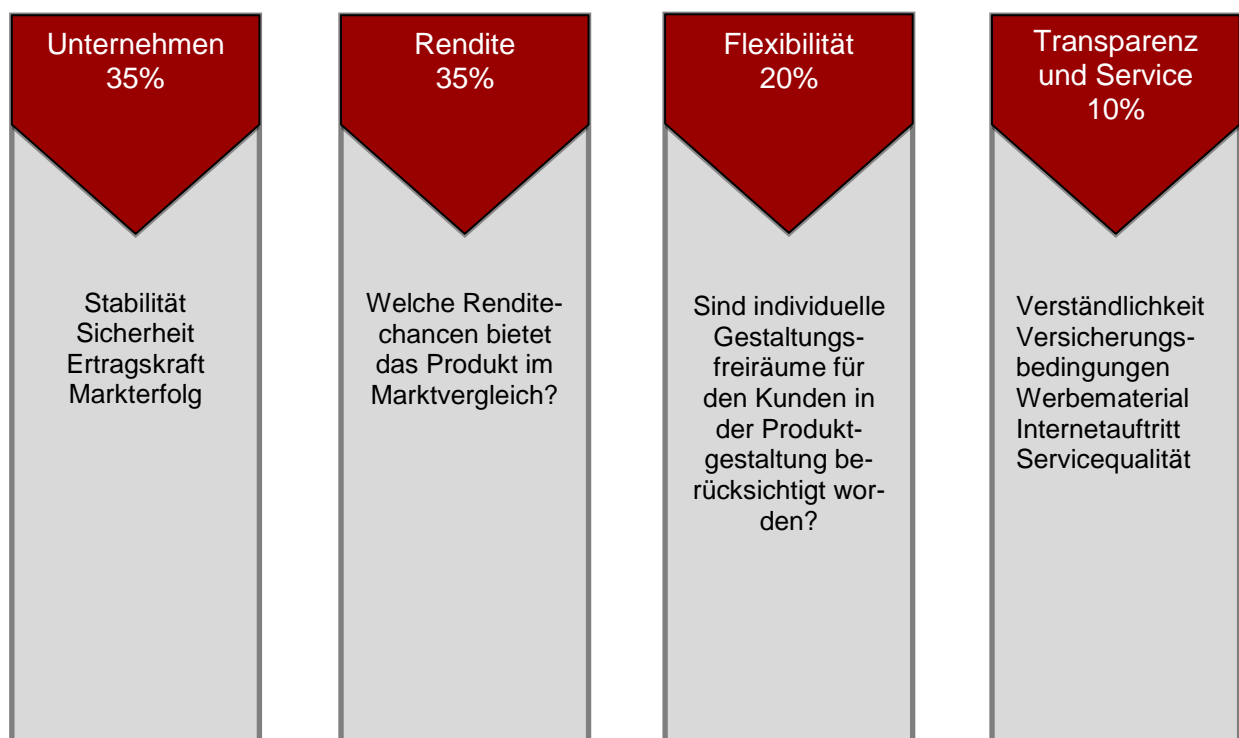 Unternehmen
35%
Stabilität
Sicherheit
Ertragskraft
Markterfolg
Rendite
35%
Welche Rendite-
chancen bietet
das Produkt im
Marktvergleich?
Flexibilität
20%
Sind individuelle
Gestaltungs-
freiräume für
den Kunden in
der Produkt-
gestaltung be-
rücksichtigt wor-
den?
Transparenz
und Service
10%
Verständlichkeit
Versicherungs-
bedingungen
Werbematerial
Internetauftritt
Servicequalität